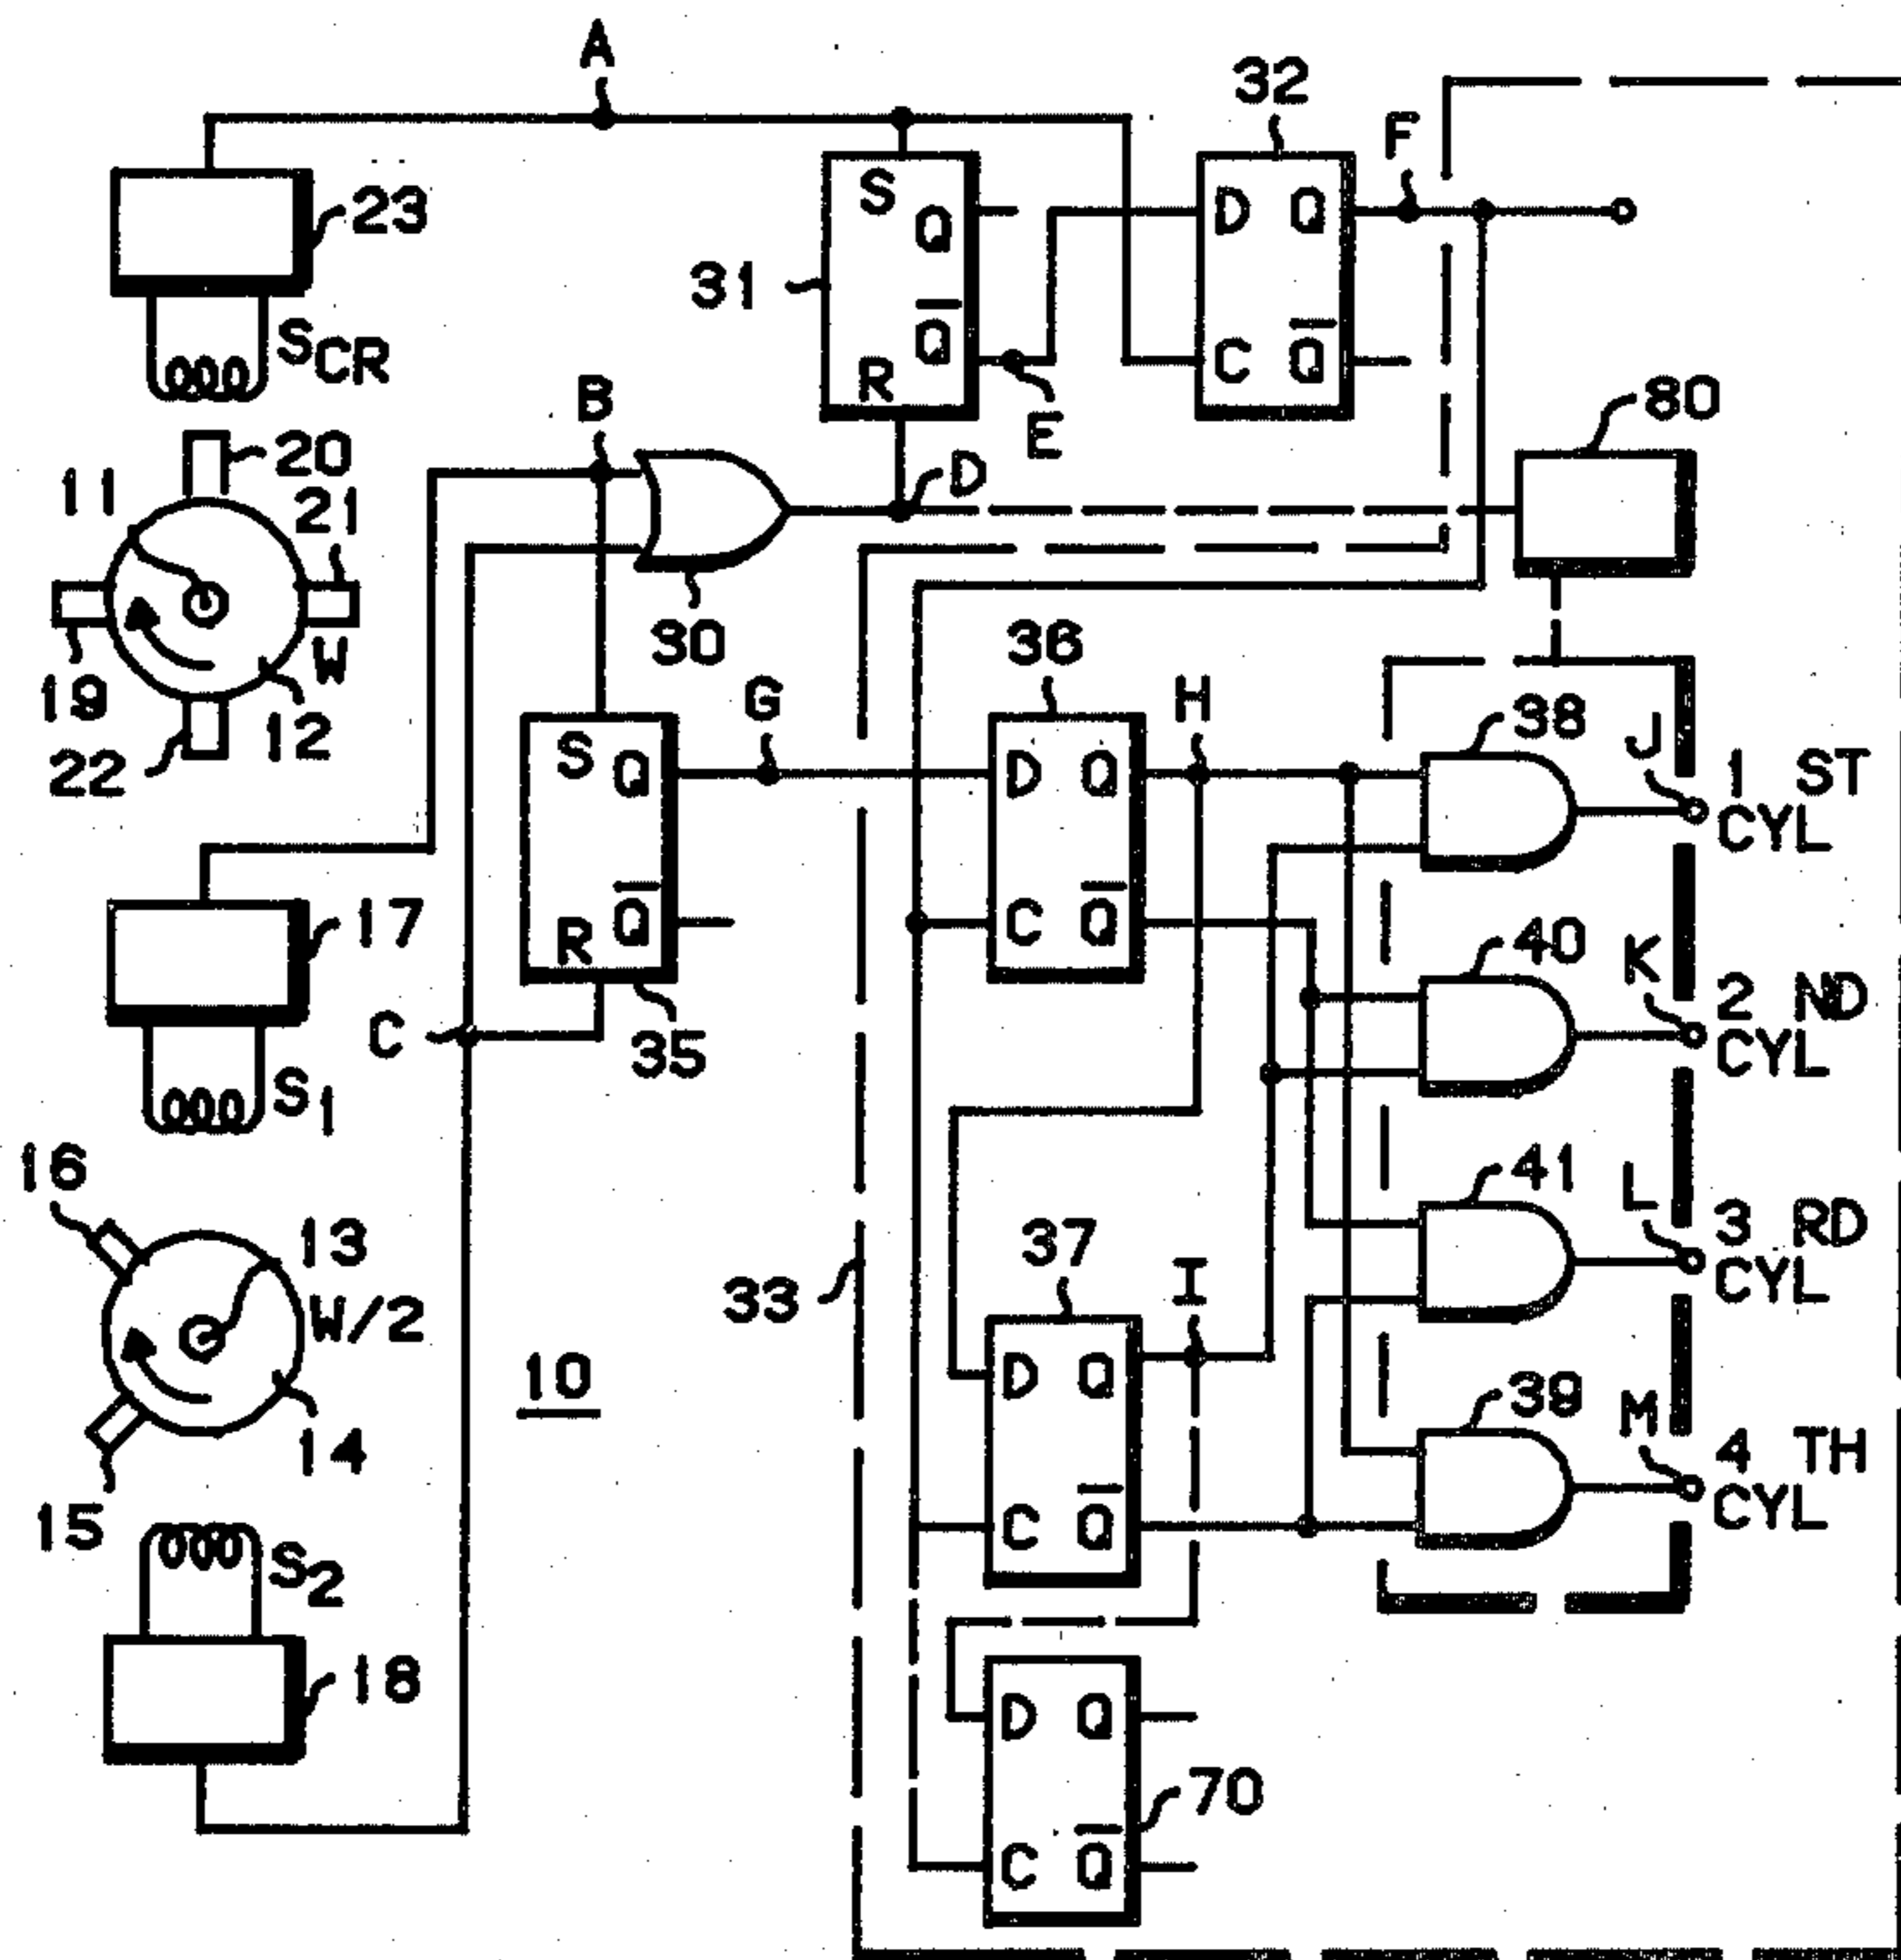 A
32
F
23
S Q
D Q
31
S CR
Q̅
C Q̅
R
B
E
80
20
11
21
D
W
30
36
19
12
G
H
38
J
22
S Q
D Q
1 ST
CYL
17
R Q̅
C Q̅
40
K
2 ND
CYL
C
35
S1
16
41
L
13
37
I
3 RD
CYL
33
W/2
10
D Q
39
M
14
4 TH
CYL
15
S2
C Q̅
18
D Q
70
C Q̅